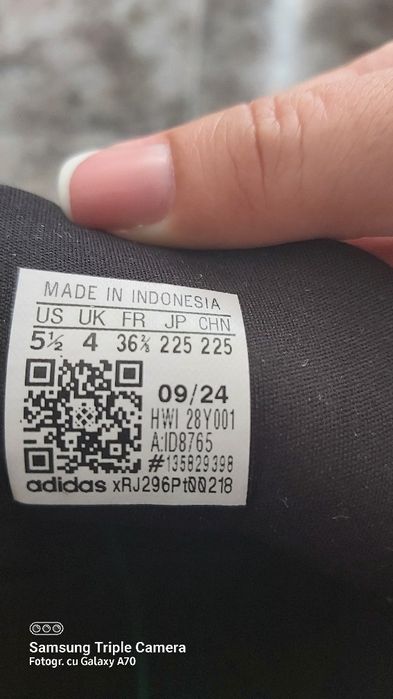 MADE IN INDONESIA
US UK FR JP CHN
5½ 4 36⅔ 225 225
09/24
HWI 28Y001
A:ID8765
#135829398
adidas xRJ296Pt00218
Samsung Triple Camera
Fotogr. cu Galaxy A70